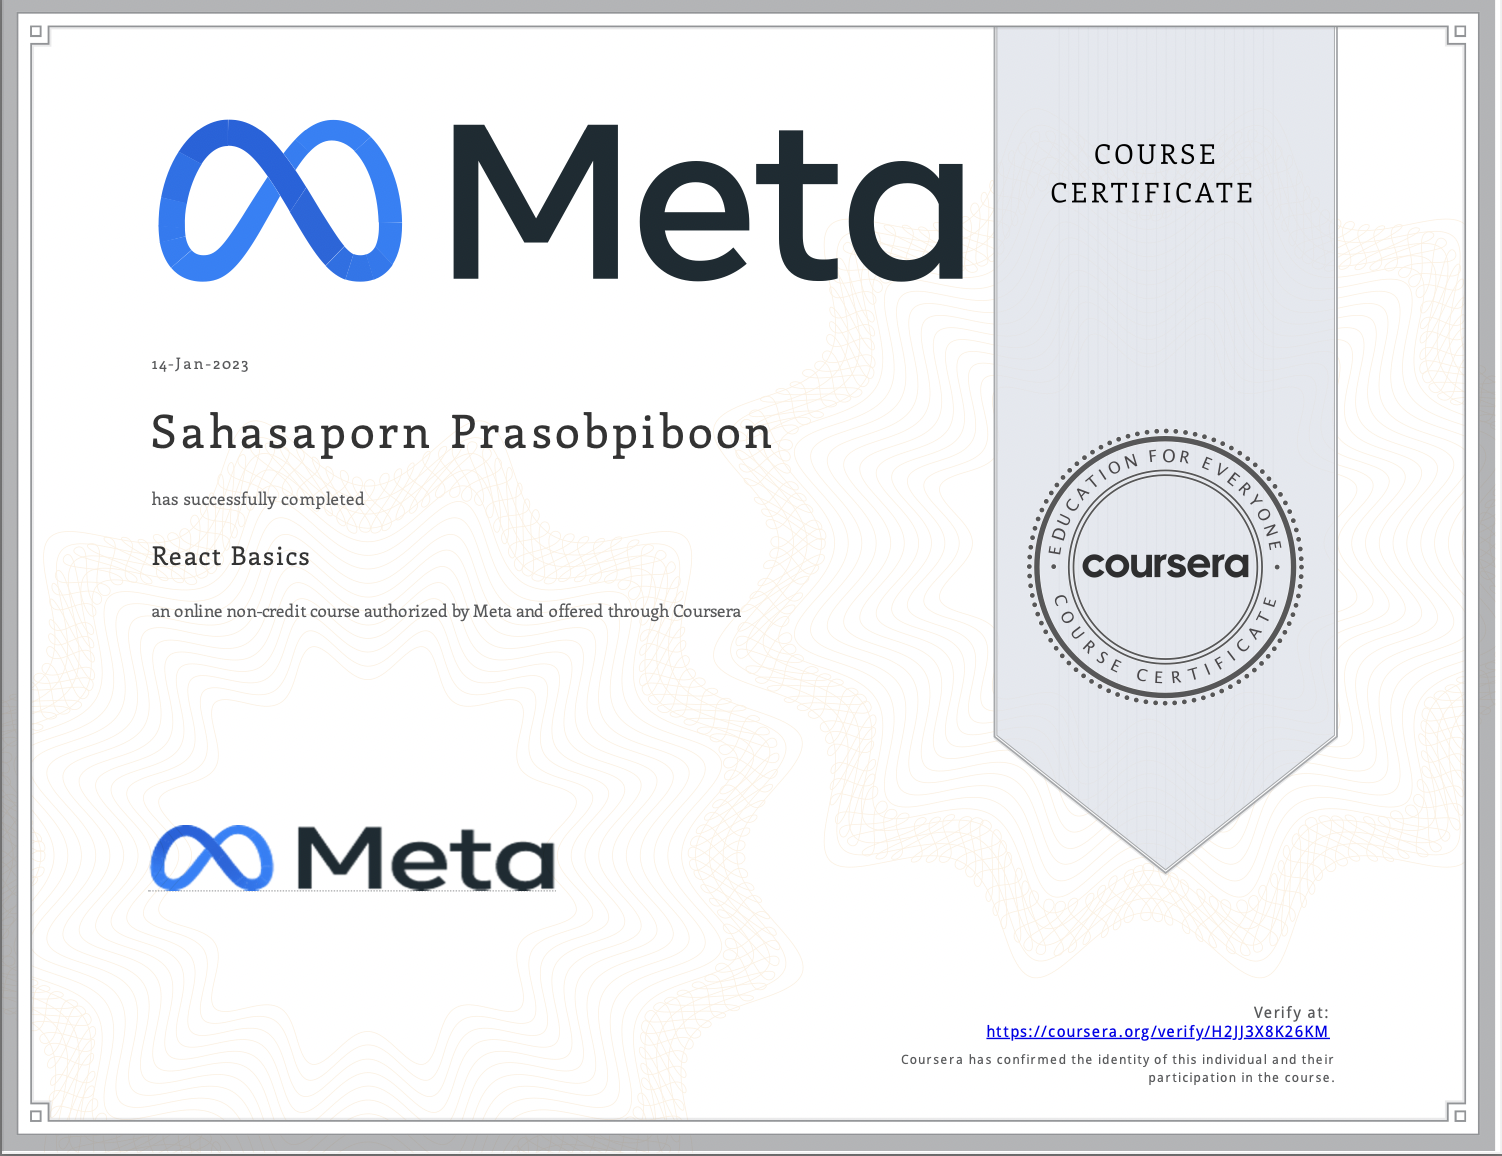 Meta
COURSE
CERTIFICATE
14-Jan-2023
Sahasaporn Prasobpiboon
has successfully completed
React Basics
an online non-credit course authorized by Meta and offered through Coursera
EDUCATION FOR EVERYONE
coursera
COURSE CERTIFICATE
Meta
Verify at:
https://coursera.org/verify/H2JJ3X8K26KM
Coursera has confirmed the identity of this individual and their
participation in the course.